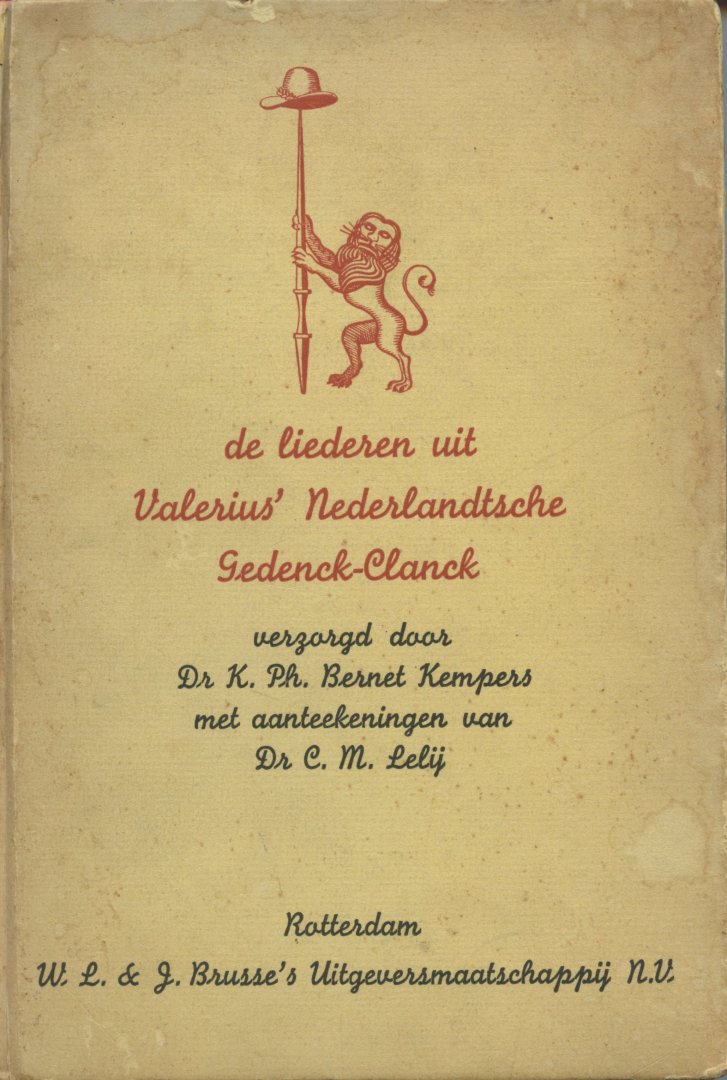 de liederen uit
Valerius' Nederlandtsche
Gedenck-Clanck
verzorgd door
Dr K. Ph. Bernet Kempers
met aanteekeningen van
Dr C. M. Lelij
Rotterdam
W. L. & J. Brusse's Uitgeversmaatschappij N.V.